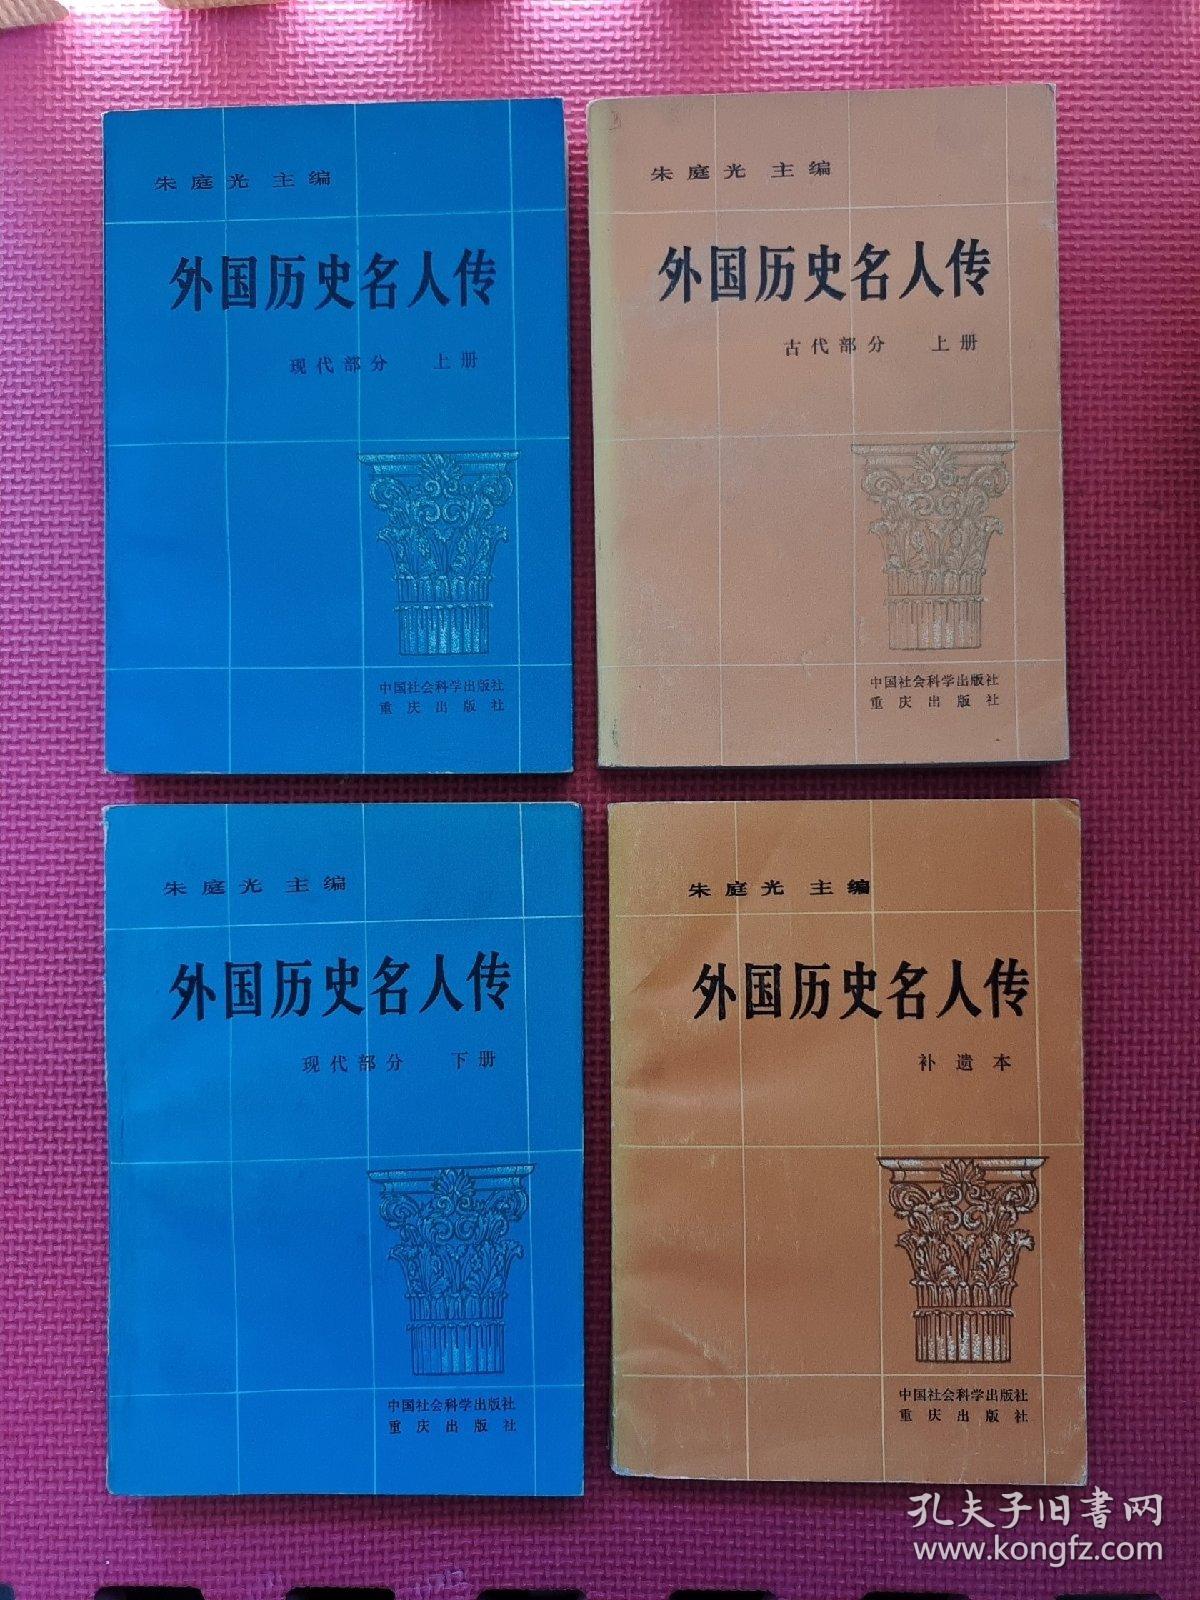 朱庭光 主编
外国历史名人传
现代部分 上册
中国社会科学出版社
重庆出版社
朱庭光 主编
外国历史名人传
古代部分 上册
中国社会科学出版社
重庆出版社
朱庭光 主编
外国历史名人传
现代部分 下册
中国社会科学出版社
重庆出版社
朱庭光 主编
外国历史名人传
补遗本
中国社会科学出版社
重庆出版社
孔夫子旧书网
www.kongfz.com